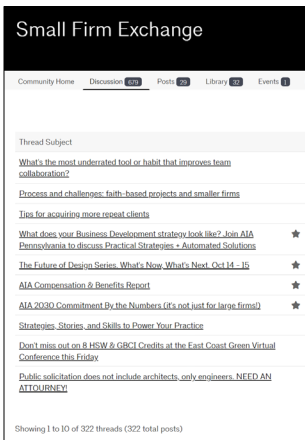 Small Firm Exchange
Community Home Discussion 679 Posts 29 Library 32 Events 1
Thread Subject
What's the most underrated tool or habit that improves team
collaboration?
Process and challenges: faith-based projects and smaller firms
Tips for acquiring more repeat clients
What does your Business Development strategy look like? Join AIA
Pennsylvania to discuss Practical Strategies + Automated Solutions
The Future of Design Series. What's Now, What's Next. Oct 14 - 15
AIA Compensation & Benefits Report
AIA 2030 Commitment By the Numbers (it's not just for large firms!)
Strategies, Stories, and Skills to Power Your Practice
Don't miss out on 8 HSW & GBCI Credits at the East Coast Green Virtual
Conference this Friday
Public solicitation does not include architects, only engineers. NEED AN
ATTOURNEY!
Showing 1 to 10 of 322 threads (322 total posts)